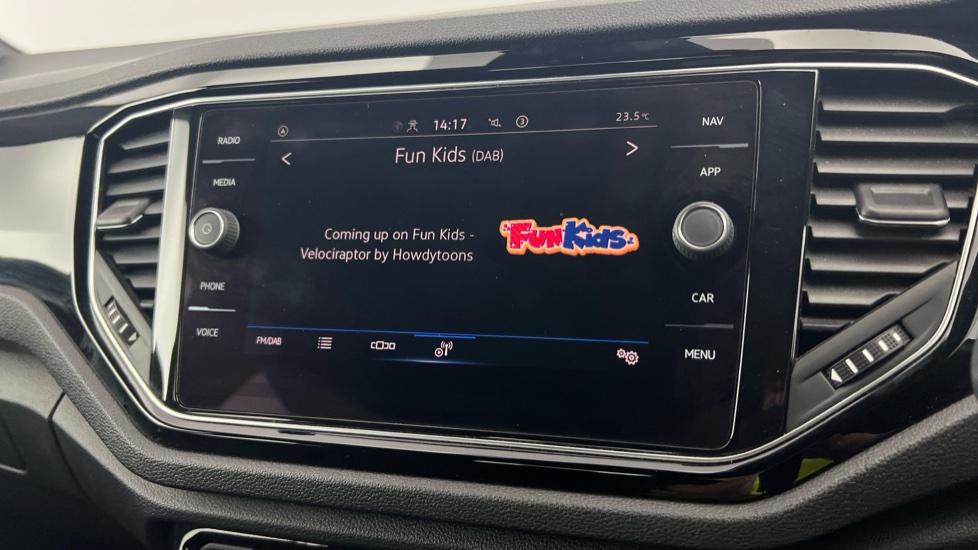 14:17
3
23.5°C
NAV
RADIO
Fun Kids (DAB)
APP
MEDIA
Coming up on Fun Kids -
Velociraptor by Howdytoons
FunKids
PHONE
CAR
VOICE
FM/DAB
MENU